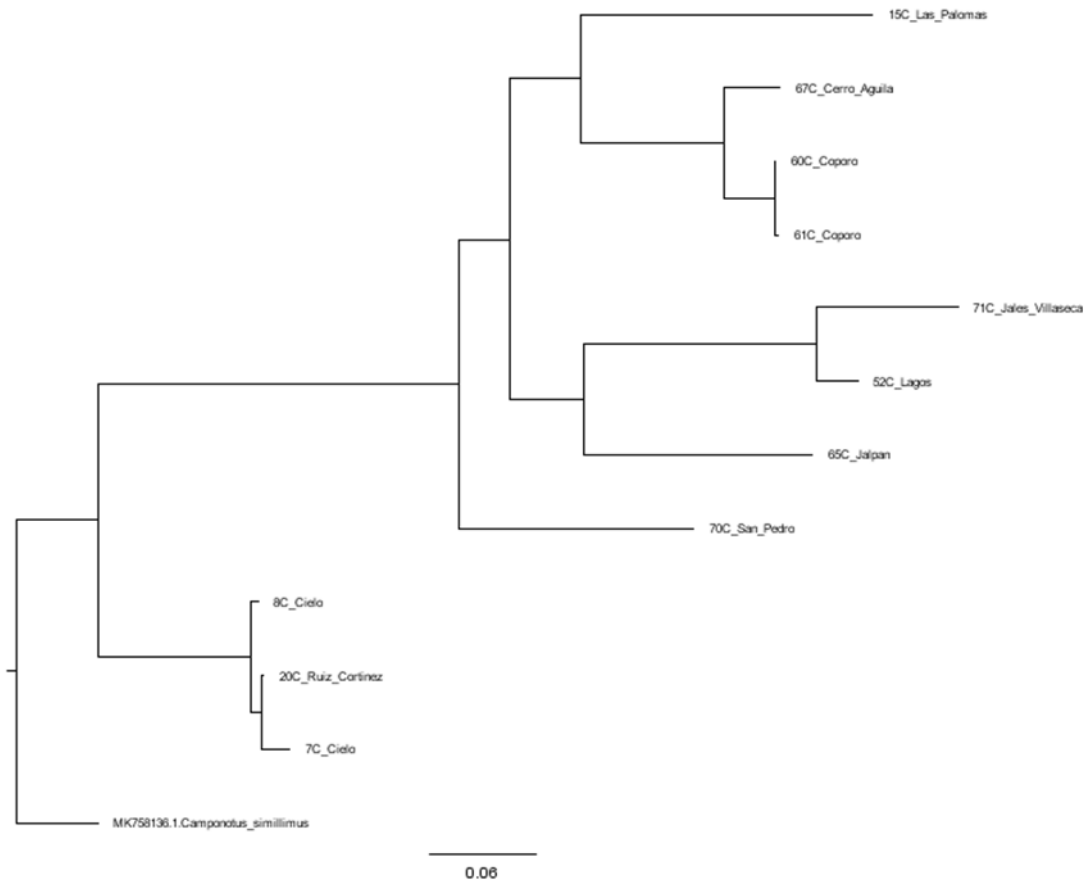 15C_Las_Palomas
67C_Cerro_Aguila
60C_Coporo
61C_Coporo
71C_Jales_Villaseca
52C_Lagos
65C_Jalpan
70C_San_Pedro
8C_Cielo
20C_Ruiz_Cortinez
7C_Cielo
MK758136.1.Camponotus_simillimus
0.06